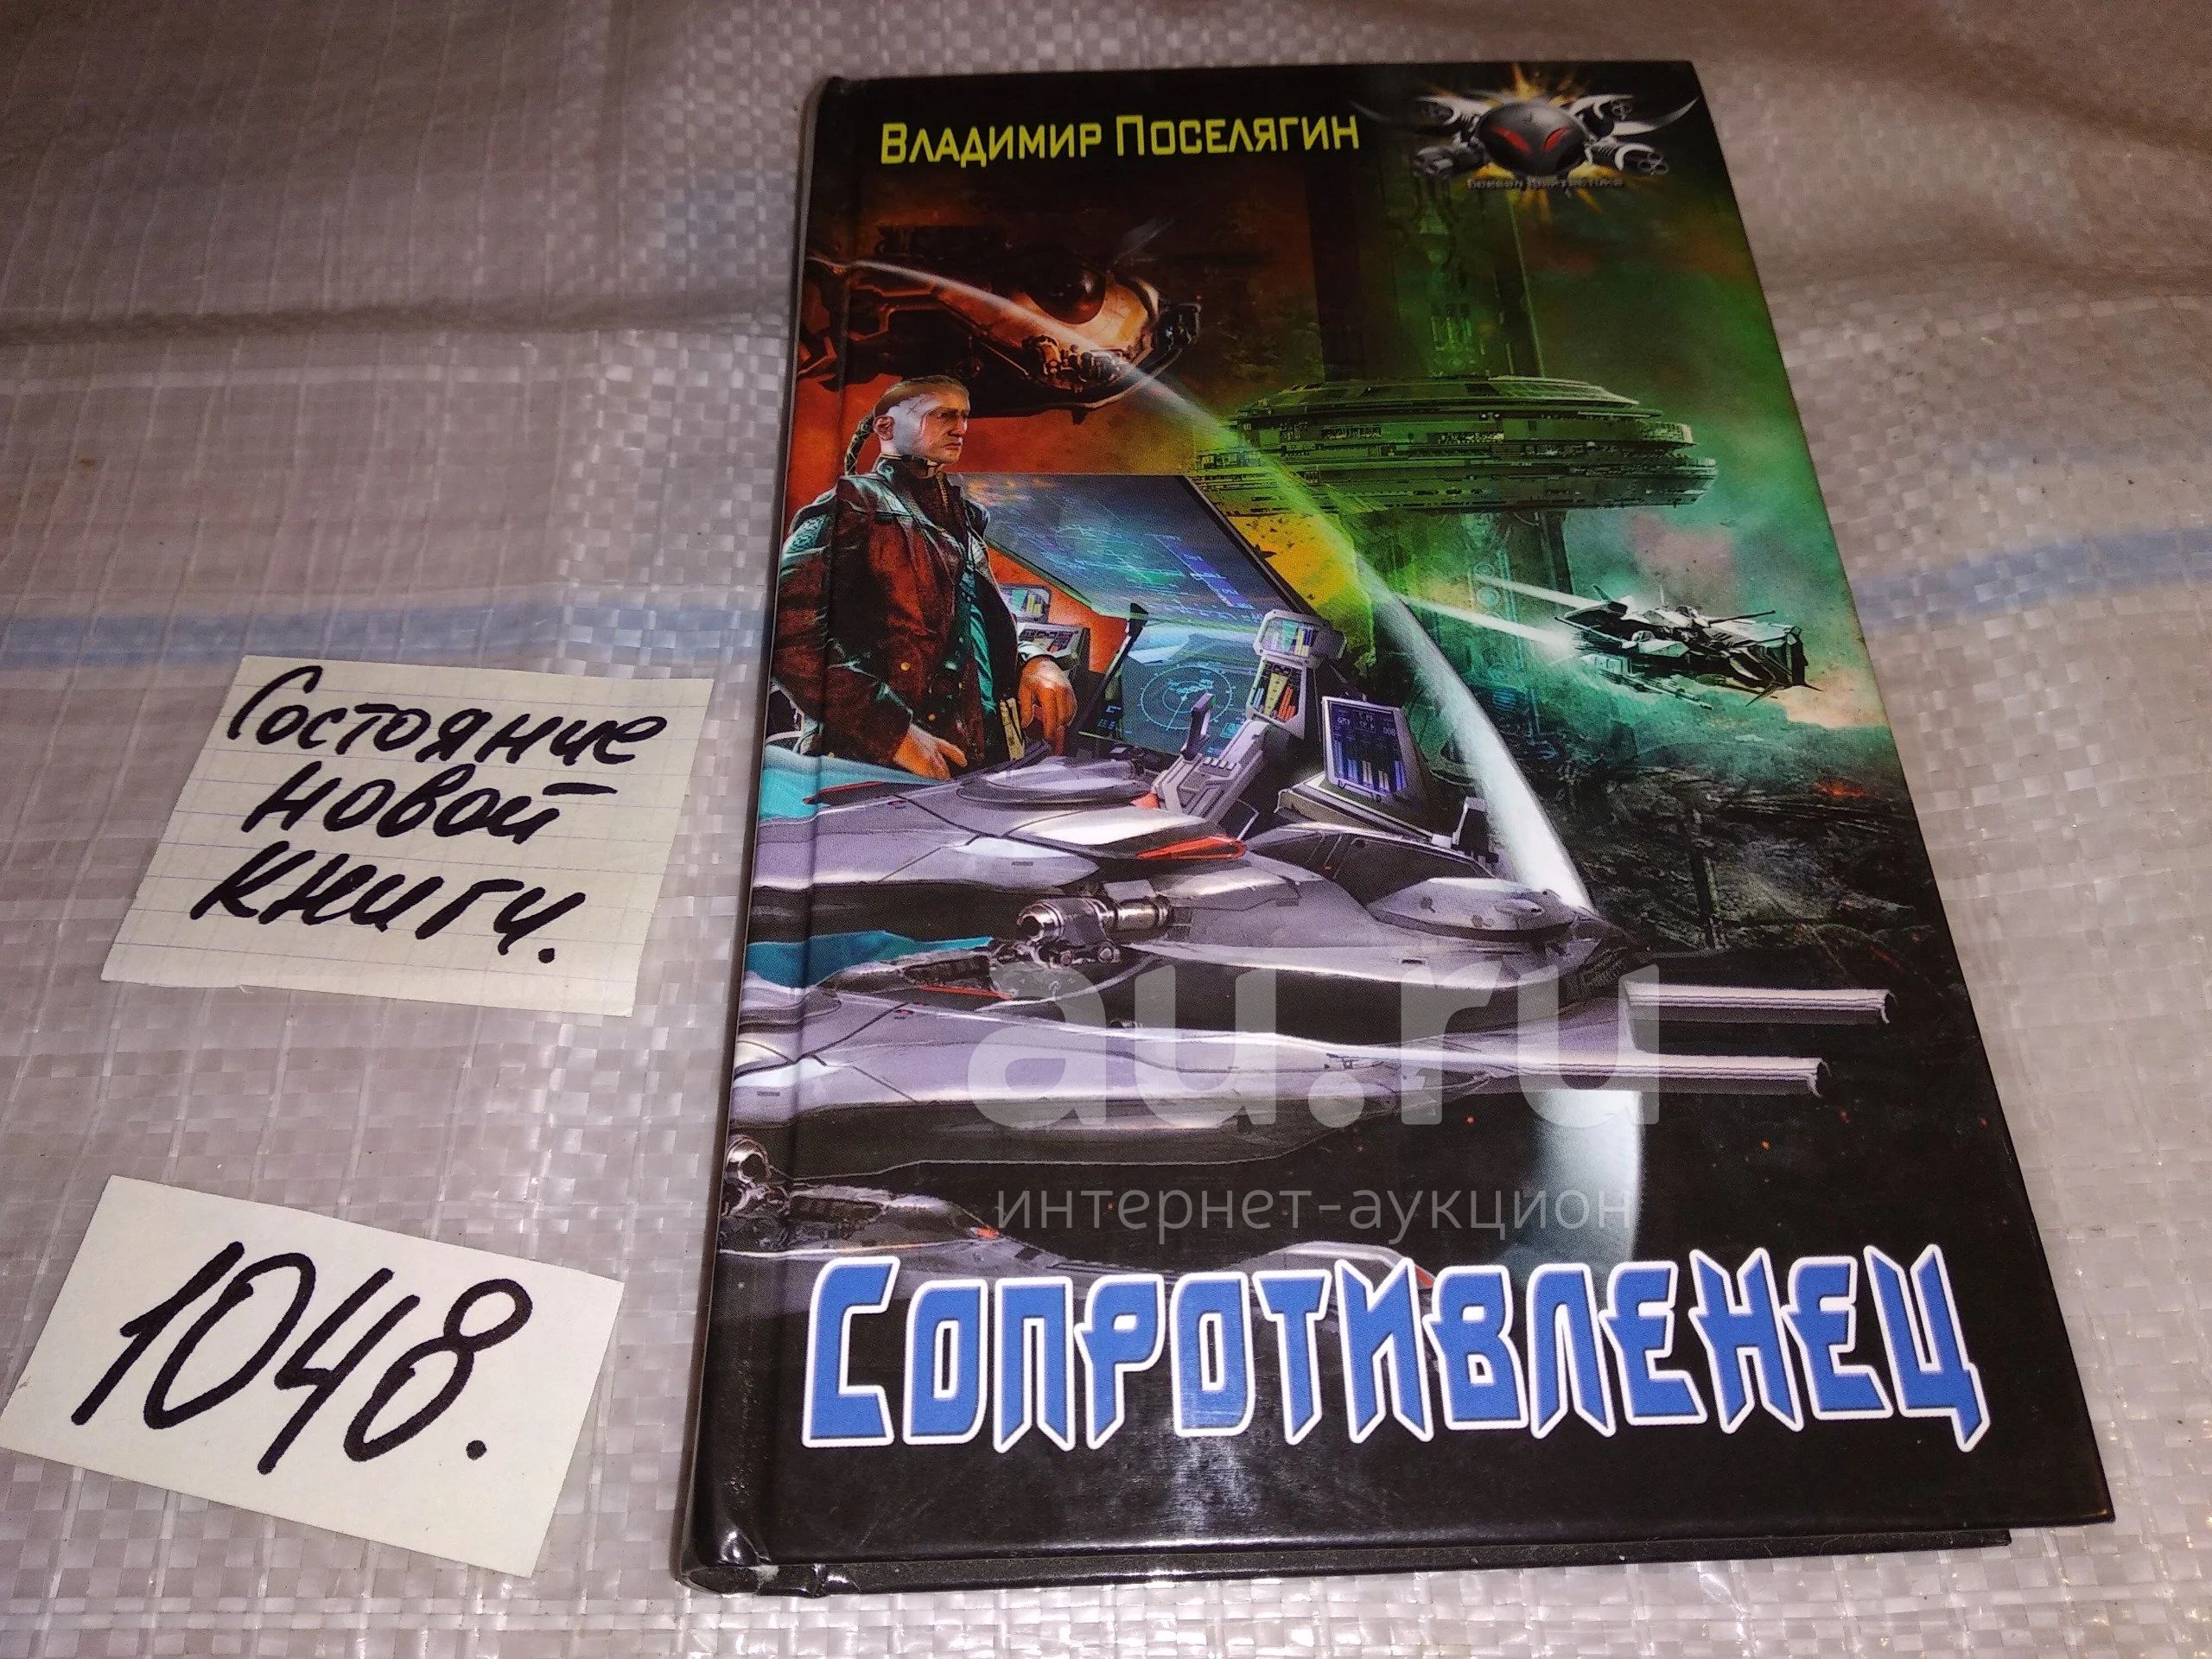 Владимир Поселягин
Состояние
новой
книги.
1048.
au.ru
интернет-аукцион
Сопротивленец